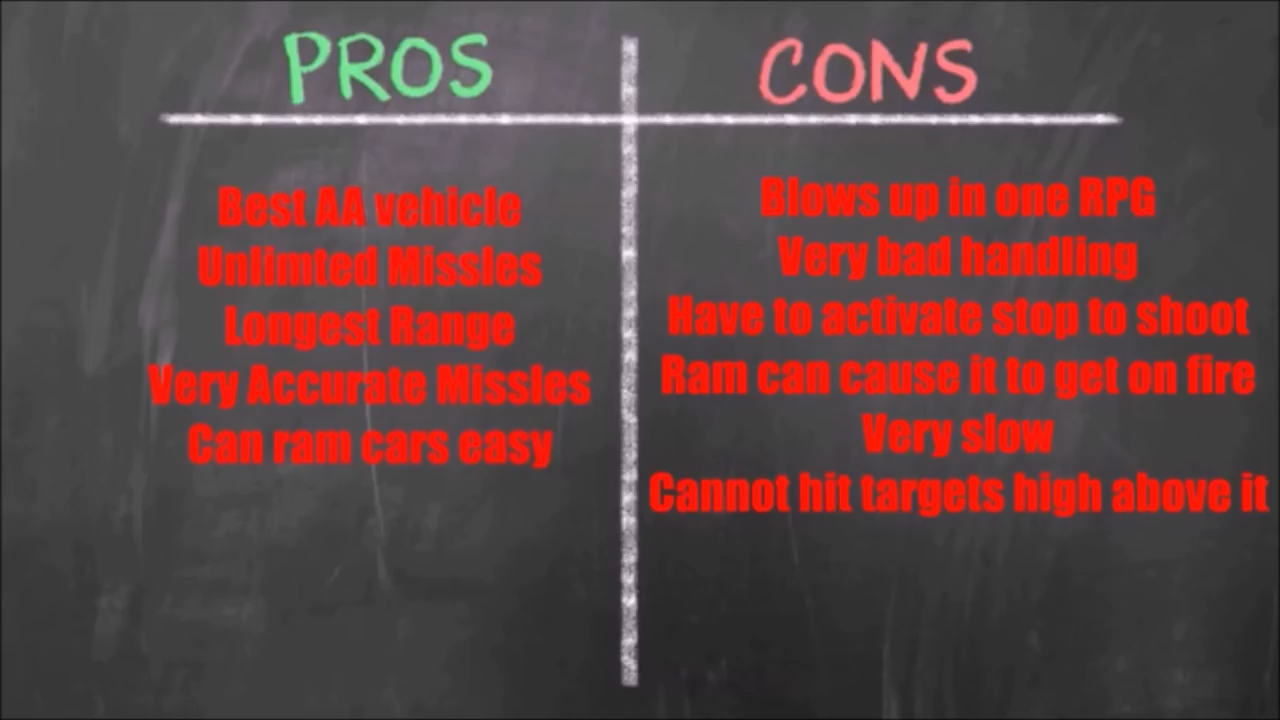 PROS
CONS
Best AA vehicle
Unlimted Missles
Longest Range
Very Accurate Missles
Can ram cars easy
Blows up in one RPG
Very bad handling
Have to activate stop to shoot
Ram can cause it to get on fire
Very slow
Cannot hit targets high above it